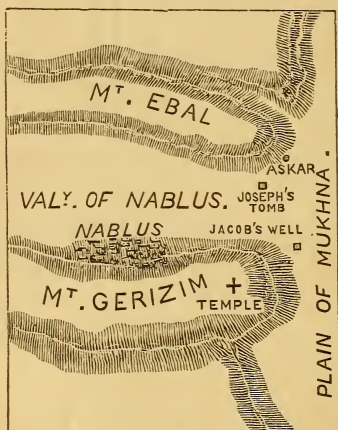 MT. EBAL
ASKAR
VALY. OF NABLUS.
JOSEPH'S
TOMB
NABLUS
JACOB'S WELL
MT. GERIZIM
TEMPLE
PLAIN OF MUKHNA.